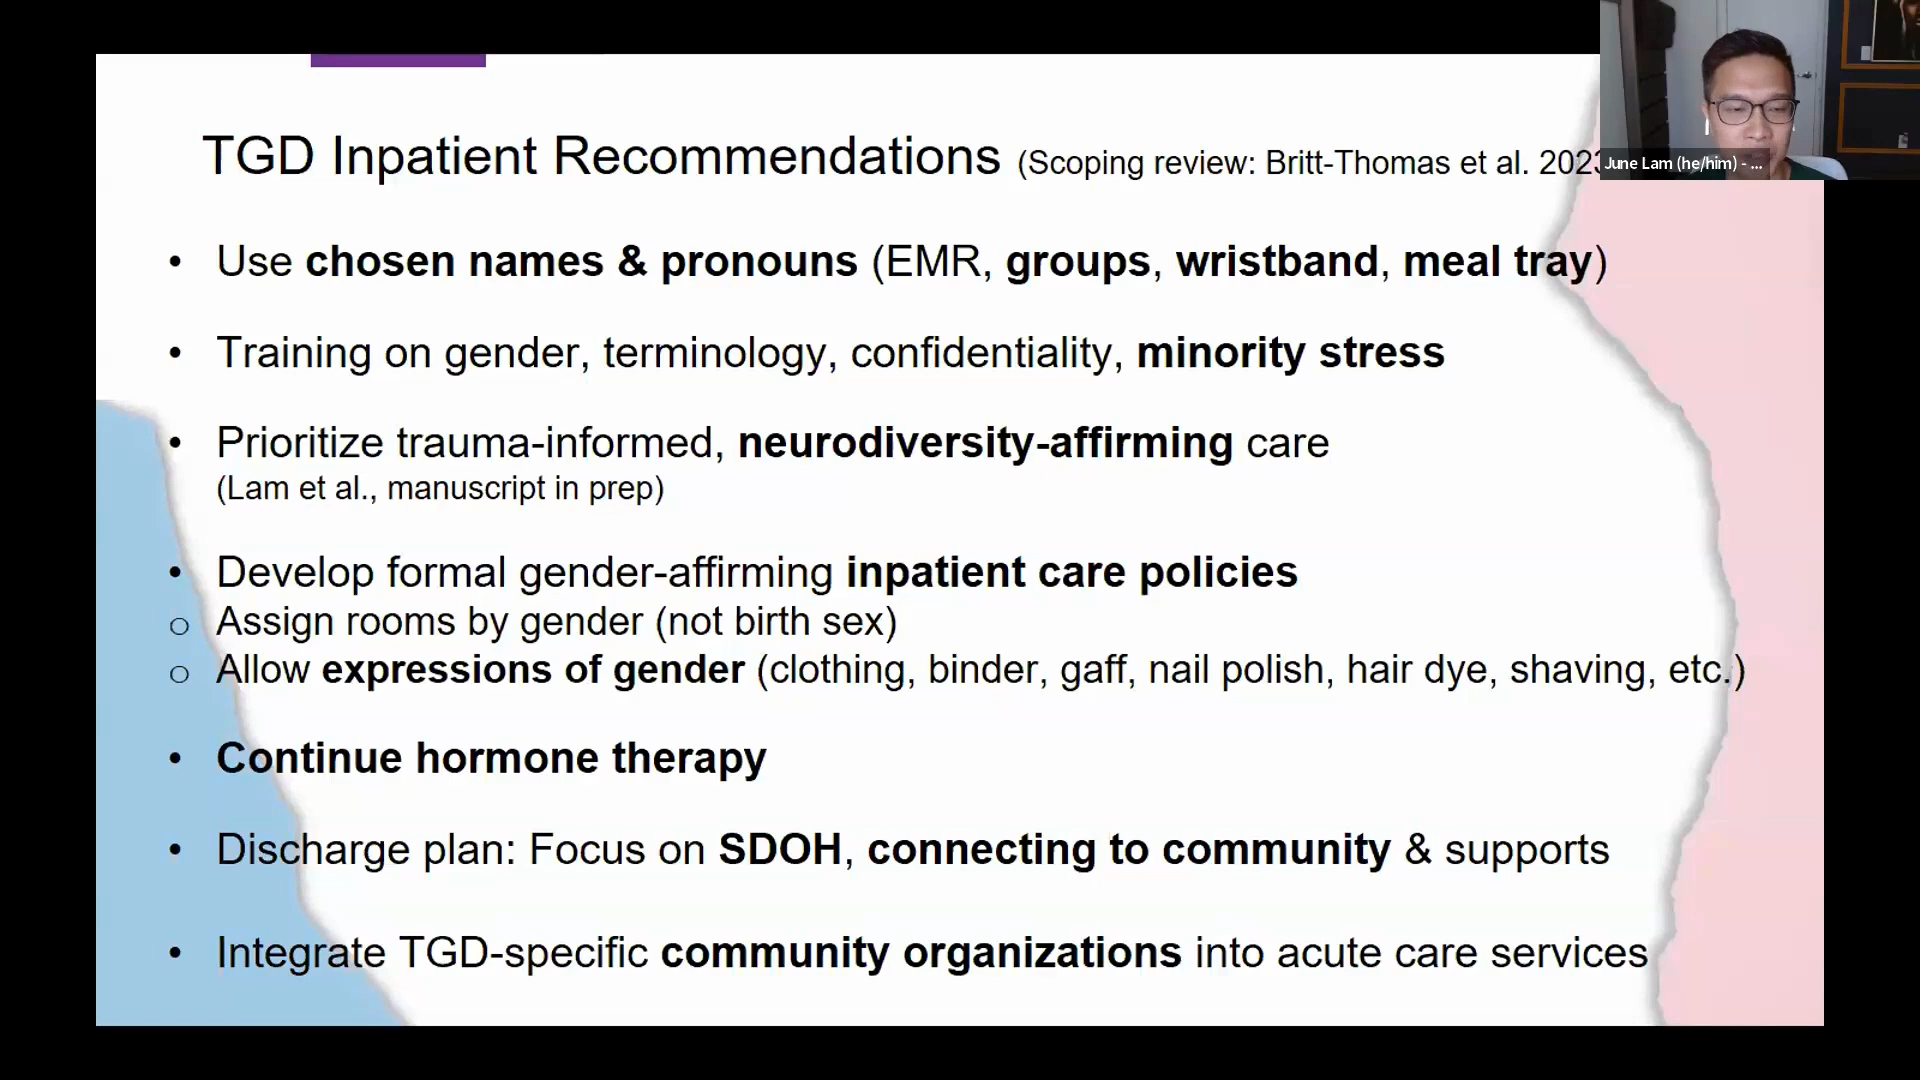 TGD Inpatient Recommendations (Scoping review: Britt-Thomas et al. 2023
June Lam (he/him) - ...
• Use chosen names & pronouns (EMR, groups, wristband, meal tray)
• Training on gender, terminology, confidentiality, minority stress
• Prioritize trauma-informed, neurodiversity-affirming care
(Lam et al., manuscript in prep)
• Develop formal gender-affirming inpatient care policies
o Assign rooms by gender (not birth sex)
o Allow expressions of gender (clothing, binder, gaff, nail polish, hair dye, shaving, etc.)
• Continue hormone therapy
• Discharge plan: Focus on SDOH, connecting to community & supports
• Integrate TGD-specific community organizations into acute care services